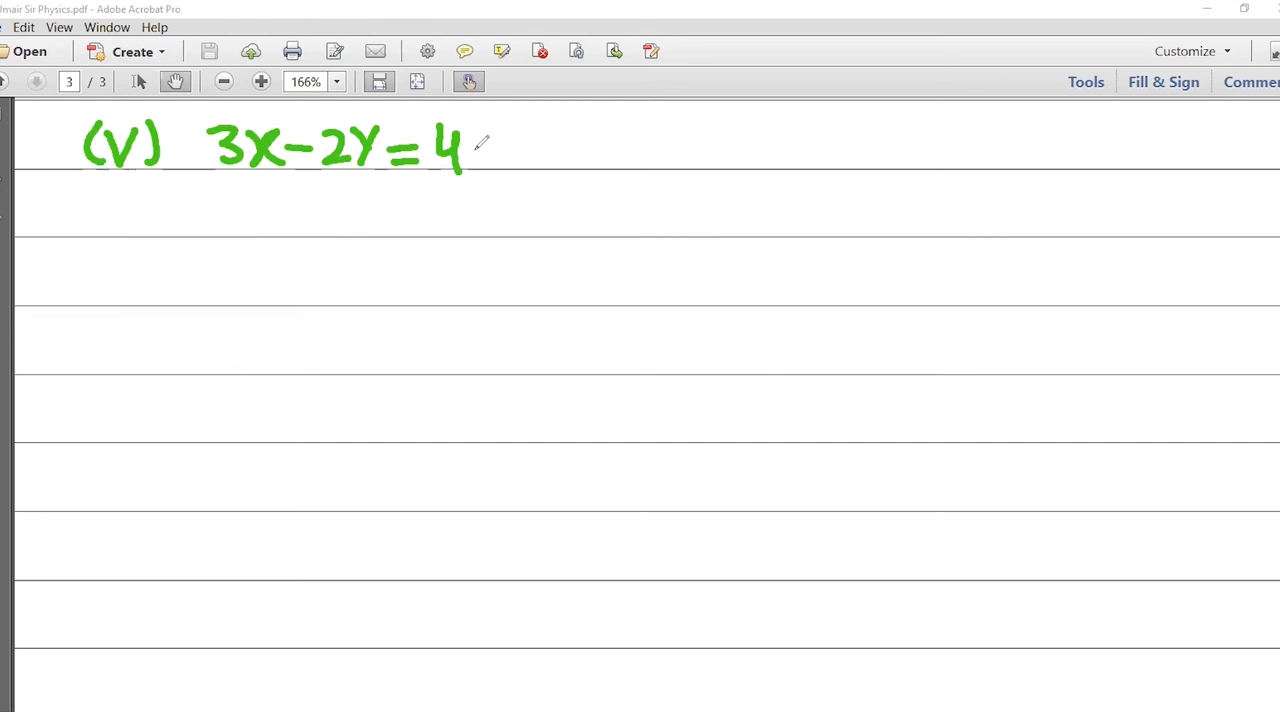 Umair Sir Physics.pdf - Adobe Acrobat Pro
Edit View Window Help
Open Create Customize
3 / 3 166% Tools Fill & Sign Commen
(V) 3x-2y=4